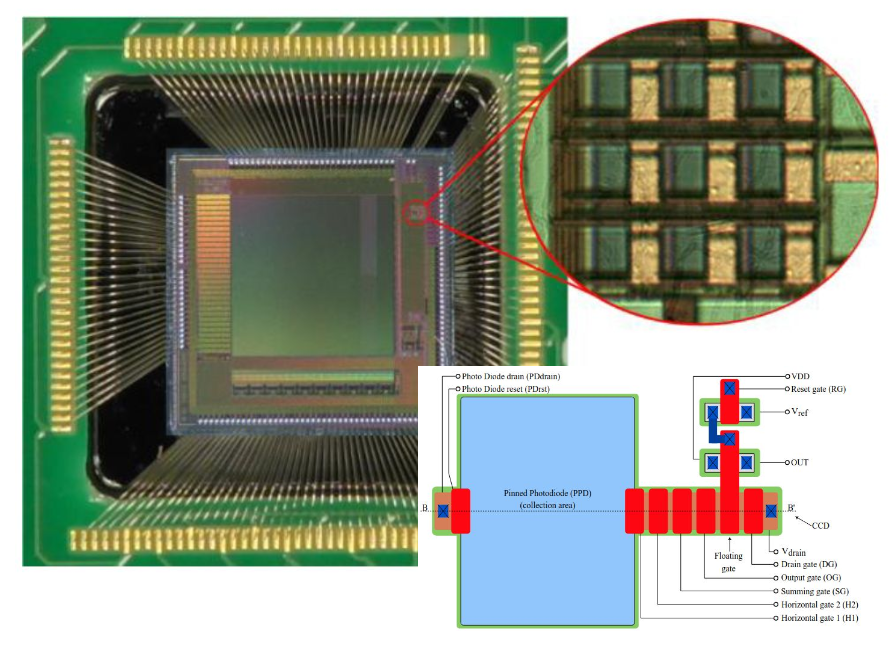 Photo Diode drain (PDdrain)
Photo Diode reset (PDrst)
VDD
Reset gate (RG)
Vref
OUT
Pinned Photodiode (PPD)
(collection area)
B
B'
CCD
Floating
gate
Vdrain
Drain gate (DG)
Output gate (OG)
Summing gate (SG)
Horizontal gate 2 (H2)
Horizontal gate 1 (H1)